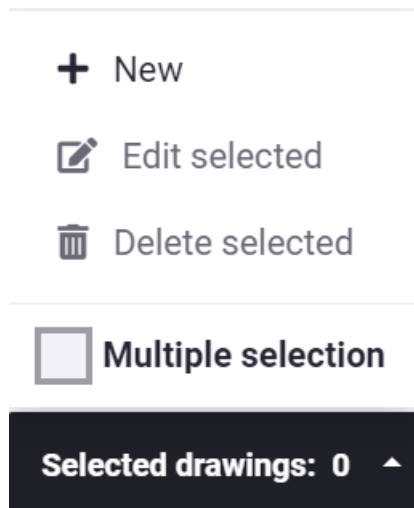 New
Edit selected
Delete selected
Multiple selection
Selected drawings: 0